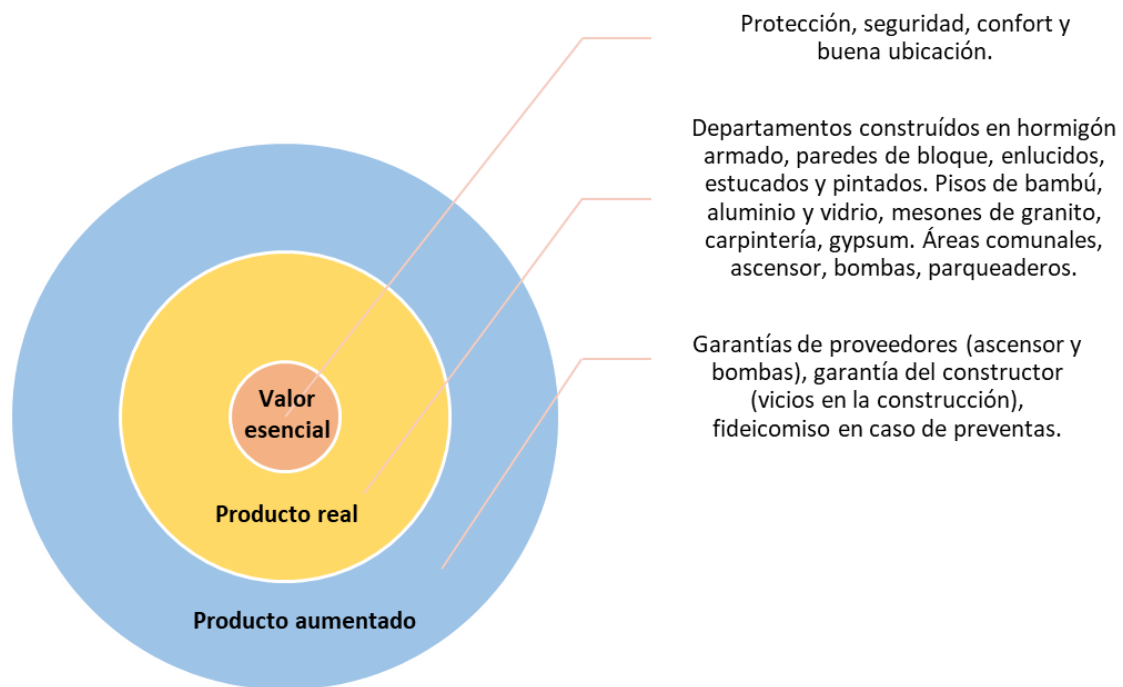 Protección, seguridad, confort y
buena ubicación.
Departamentos construídos en hormigón
armado, paredes de bloque, enlucidos,
estucados y pintados. Pisos de bambú,
aluminio y vidrio, mesones de granito,
carpintería, gypsum. Áreas comunales,
ascensor, bombas, parqueaderos.
Garantías de proveedores (ascensor y
bombas), garantía del constructor
(vicios en la construcción),
fideicomiso en caso de preventas.
Valor
esencial
Producto real
Producto aumentado